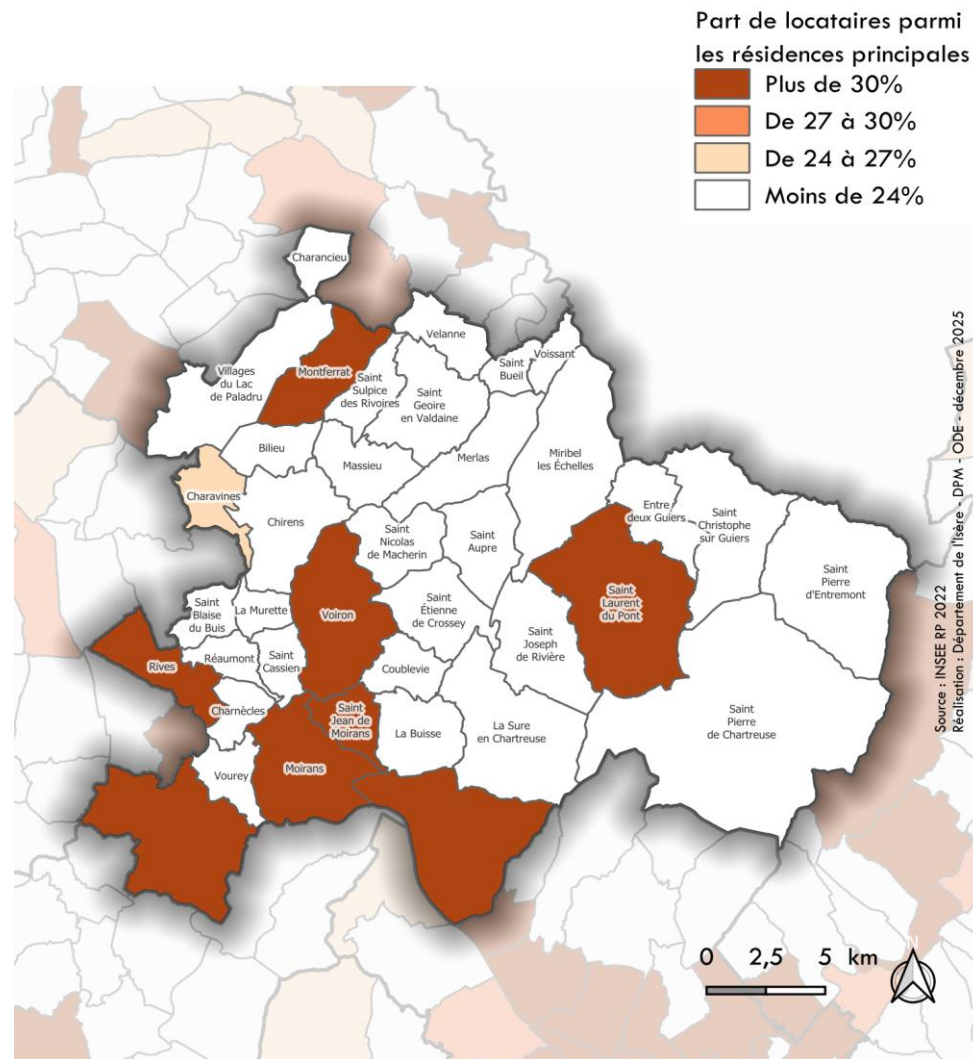 Part de locataires parmi
les résidences principales
Plus de 30%
De 27 à 30%
De 24 à 27%
Moins de 24%
Charancieu
Velanne
Voissant
Saint
Bueil
Villages
du Lac
de Paladru
Montferrat
Saint
Sulpice
des Rivoires
Saint
Geoire
en Valdaine
Bilieu
Massieu
Merlas
Miribel
les Échelles
Charavines
Chirens
Saint
Nicolas
de Macherin
Saint
Aupre
Entre
deux Guiers
Saint
Christophe
sur Guiers
Saint
Pierre
d'Entremont
Saint
Blaise
du Buis
La Murette
Voiron
Saint
Étienne
de Crossey
Saint
Laurent
du Pont
Rives
Réaumont
Saint
Cassien
Coublevie
Saint
Joseph
de Rivière
Charnècles
Saint
Jean de
Moirans
La Buisse
La Sure
en Chartreuse
Saint
Pierre
de Chartreuse
Vourey
Moirans
Source : INSEE RP 2022
Réalisation : Département de l'Isère - DPM - ODE - décembre 2025
0 2,5 5 km
N